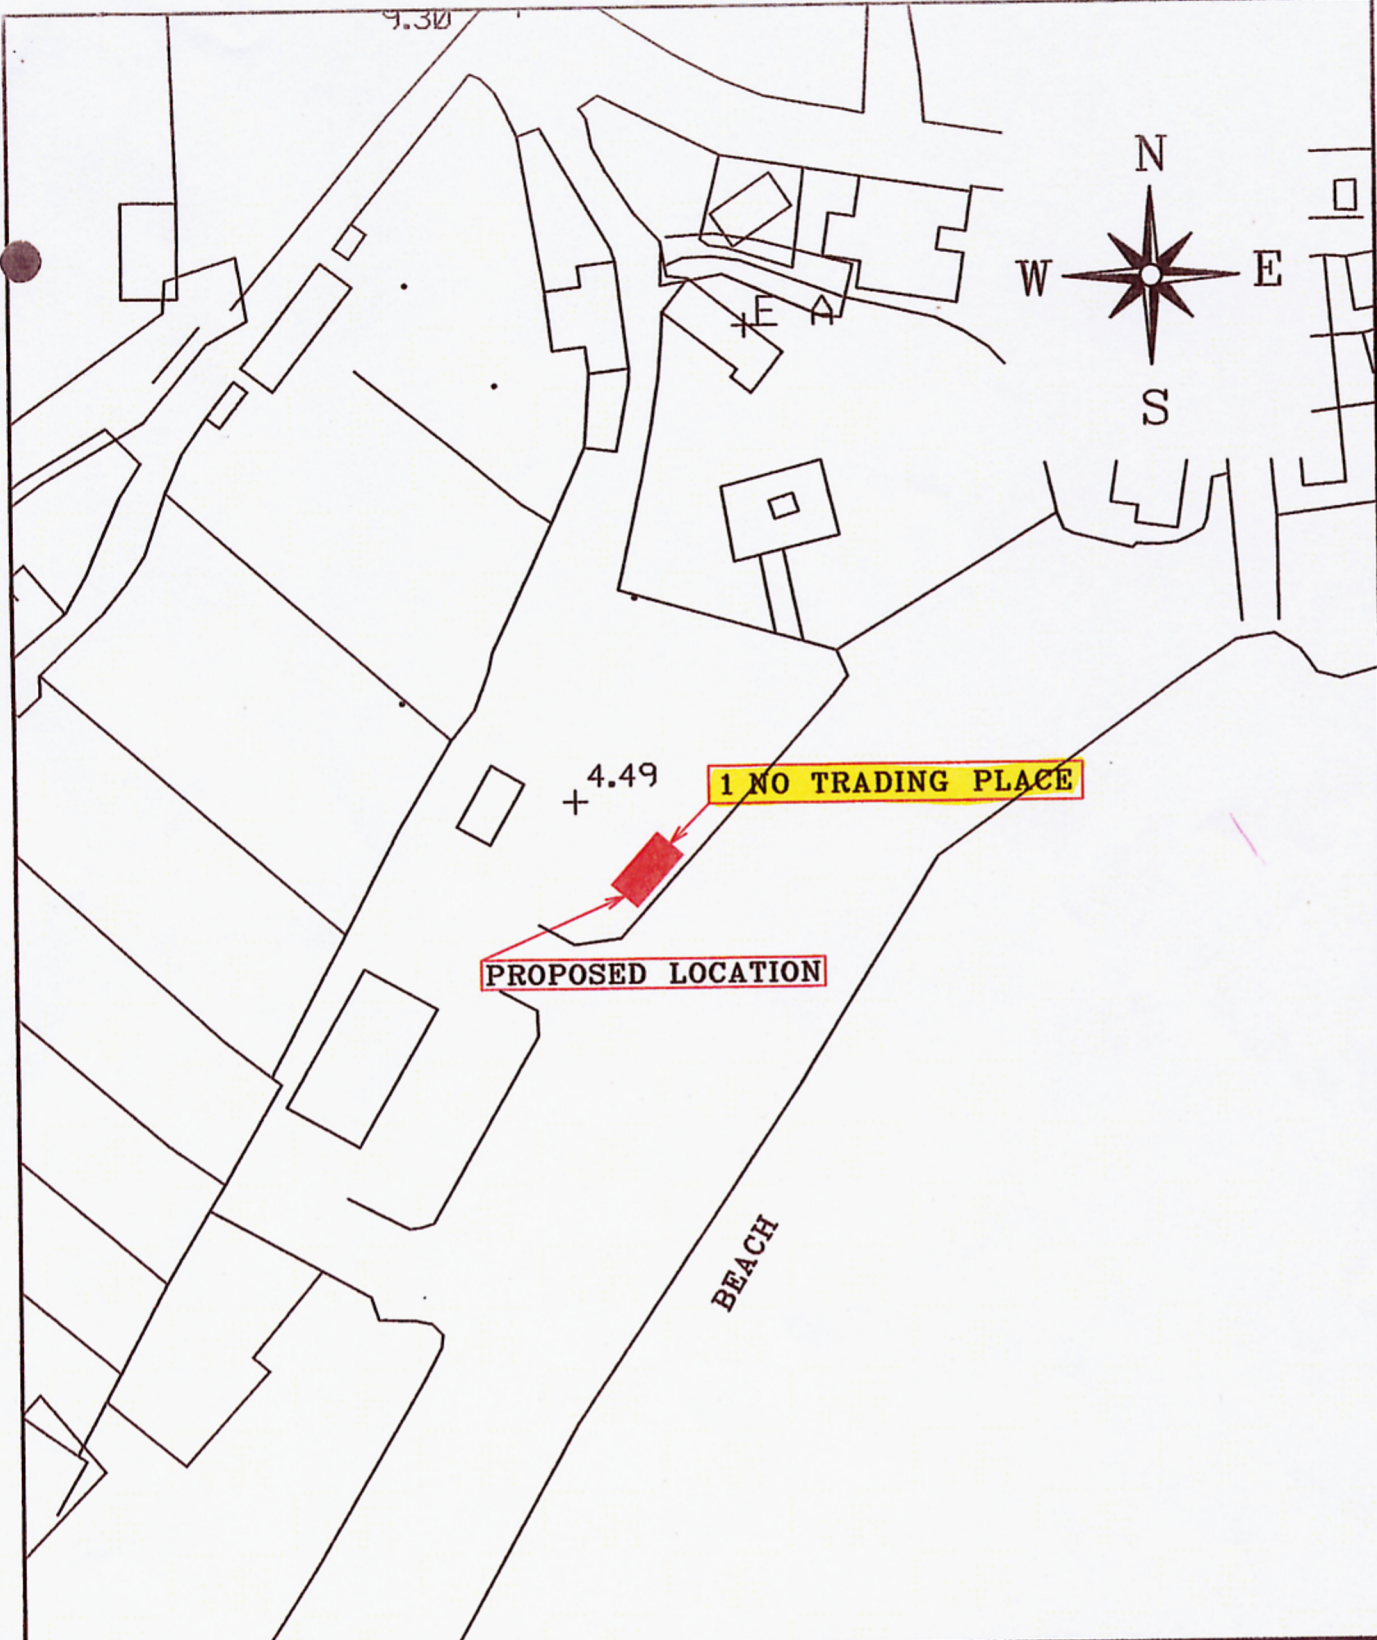 9.30
N
W E
S
E A
4.49
1 NO TRADING PLACE
PROPOSED LOCATION
BEACH